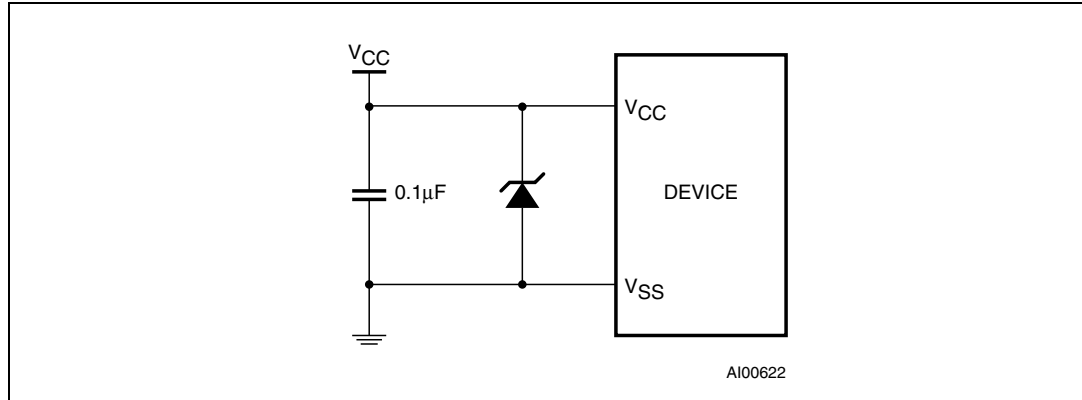 VCC
VCC
0.1µF
DEVICE
VSS
AI00622